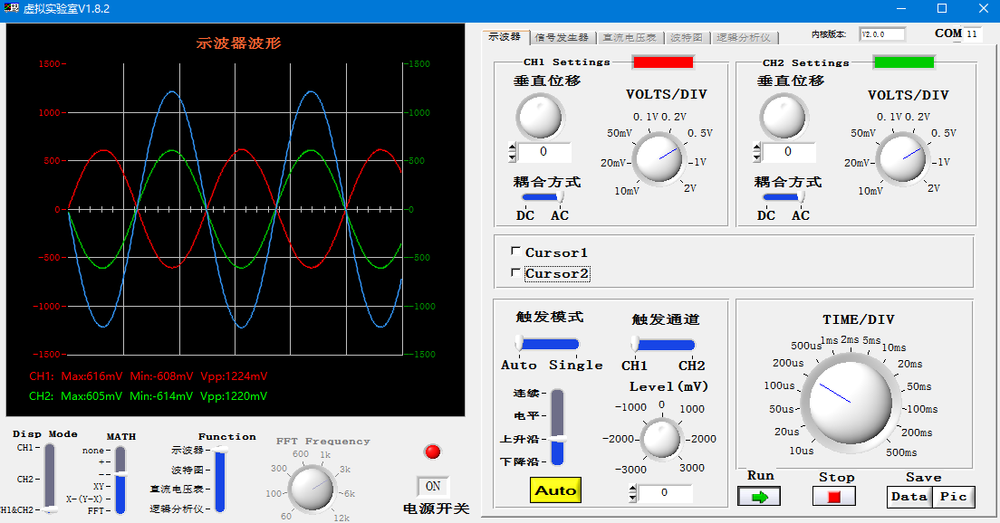 虚拟实验室V1.8.2
示波器波形
1500 1500
1000 1000
500 500
0 0
-500 -500
-1000 -1000
-1500 -1500
CH1: Max:616mV Min:-608mV Vpp:1224mV
CH2: Max:605mV Min:-614mV Vpp:1220mV
示波器 信号发生器 直流电压表 波特图 逻辑分析仪
内核版本: V2.0.0 COM 11
CH1 Settings
垂直位移
0
耦合方式
DC AC
VOLTS/DIV
0.1V 0.2V
50mV 0.5V
20mV 1V
10mV 2V
CH2 Settings
垂直位移
0
耦合方式
DC AC
VOLTS/DIV
0.1V 0.2V
50mV 0.5V
20mV 1V
10mV 2V
Cursor1
Cursor2
触发模式
Auto Single
触发通道
CH1 CH2
连续
电平
上升沿
下降沿
Auto
Level(mV)
-1000 0 1000
-2000 2000
-3000 3000
0
TIME/DIV
500us 1ms 2ms 5ms 10ms
200us 20ms
100us 50ms
50us 100ms
20us 200ms
10us 500ms
Run Stop Save
Data Pic
Disp Mode
CH1
CH2
CH1&CH2
MATH
none
+
--
XY
X-(Y-X)
FFT
Function
示波器
波特图
直流电压表
逻辑分析仪
FFT Frequency
600 1k
300 3k
100 6k
60 12k
ON
电源开关